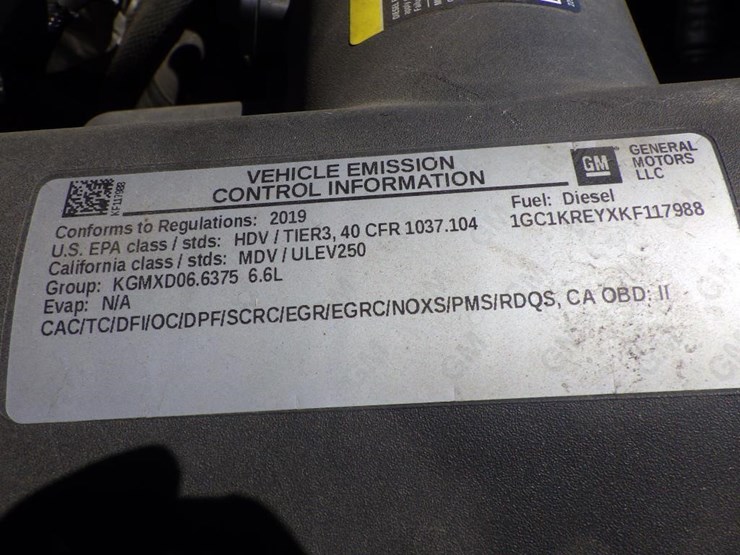 VEHICLE EMISSION
CONTROL INFORMATION
GM
GENERAL
MOTORS
LLC
KF117988
Conforms to Regulations: 2019
Fuel: Diesel
U.S. EPA class / stds: HDV / TIER3, 40 CFR 1037.104
1GC1KREYXKF117988
California class / stds: MDV / ULEV250
Group: KGMXD06.6375 6.6L
Evap: N/A
CAC/TC/DFI/OC/DPF/SCRC/EGR/EGRC/NOXS/PMS/RDQS, CA OBD: II